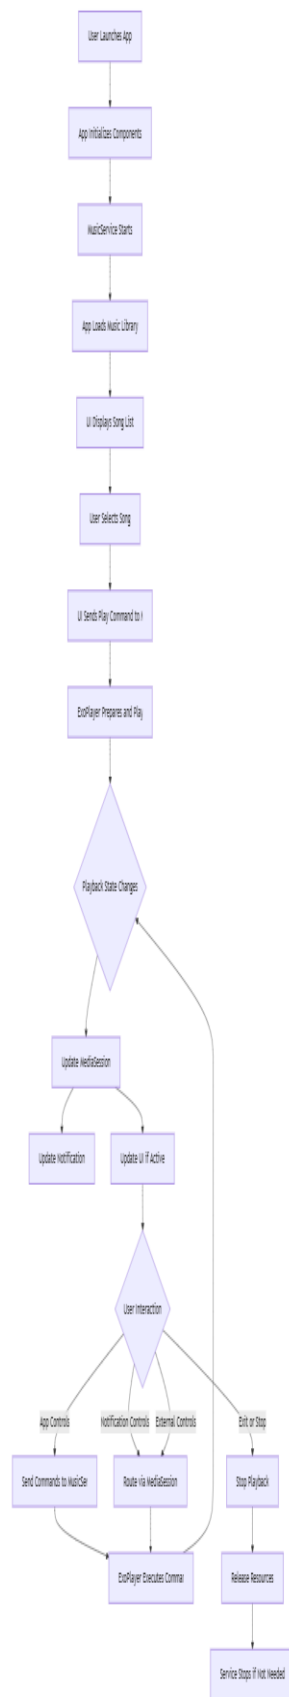 User Launches App
App Initializes Components
MusicService Starts
App Loads Music Library
UI Displays Song List
User Selects Song
UI Sends Play Command to
ExoPlayer Prepares and Play
Playback State Changes
Update MediaSession
Update Notification
Update UI if Active
User Interaction
App Controls
Notification Controls
External Controls
Exit or Stop
Send Commands to MusicSer
Route via MediaSession
Stop Playback
ExoPlayer Executes Commar
Release Resources
Service Stops if Not Needed